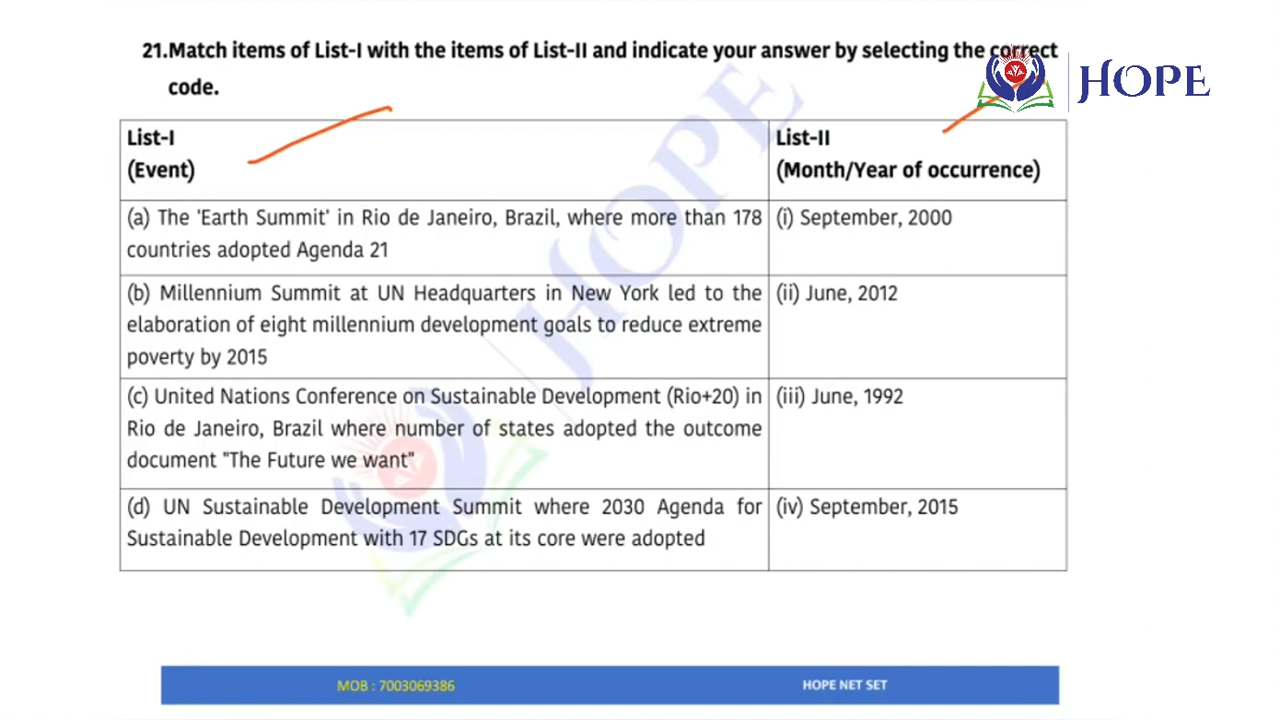 21.Match items of List-I with the items of List-II and indicate your answer by selecting the correct
code.
HOPE
List-I
(Event)
List-II
(Month/Year of occurrence)
(a) The 'Earth Summit' in Rio de Janeiro, Brazil, where more than 178
countries adopted Agenda 21
(i) September, 2000
(b) Millennium Summit at UN Headquarters in New York led to the
elaboration of eight millennium development goals to reduce extreme
poverty by 2015
(ii) June, 2012
(c) United Nations Conference on Sustainable Development (Rio+20) in
Rio de Janeiro, Brazil where number of states adopted the outcome
document "The Future we want"
(iii) June, 1992
(d) UN Sustainable Development Summit where 2030 Agenda for
Sustainable Development with 17 SDGs at its core were adopted
(iv) September, 2015
HOPE
MOB : 7003069386
HOPE NET SET